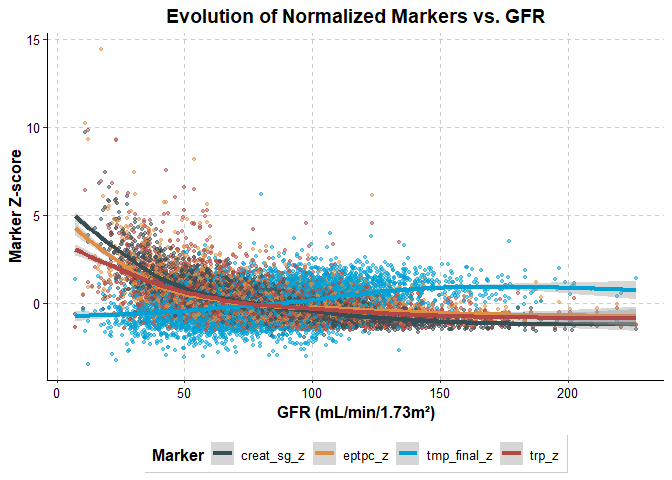 Evolution of Normalized Markers vs. GFR
15
10
5
0
Marker Z-score
0 50 100 150 200
GFR (mL/min/1.73m²)
Marker creat_sg_z eptpc_z tmp_final_z trp_z